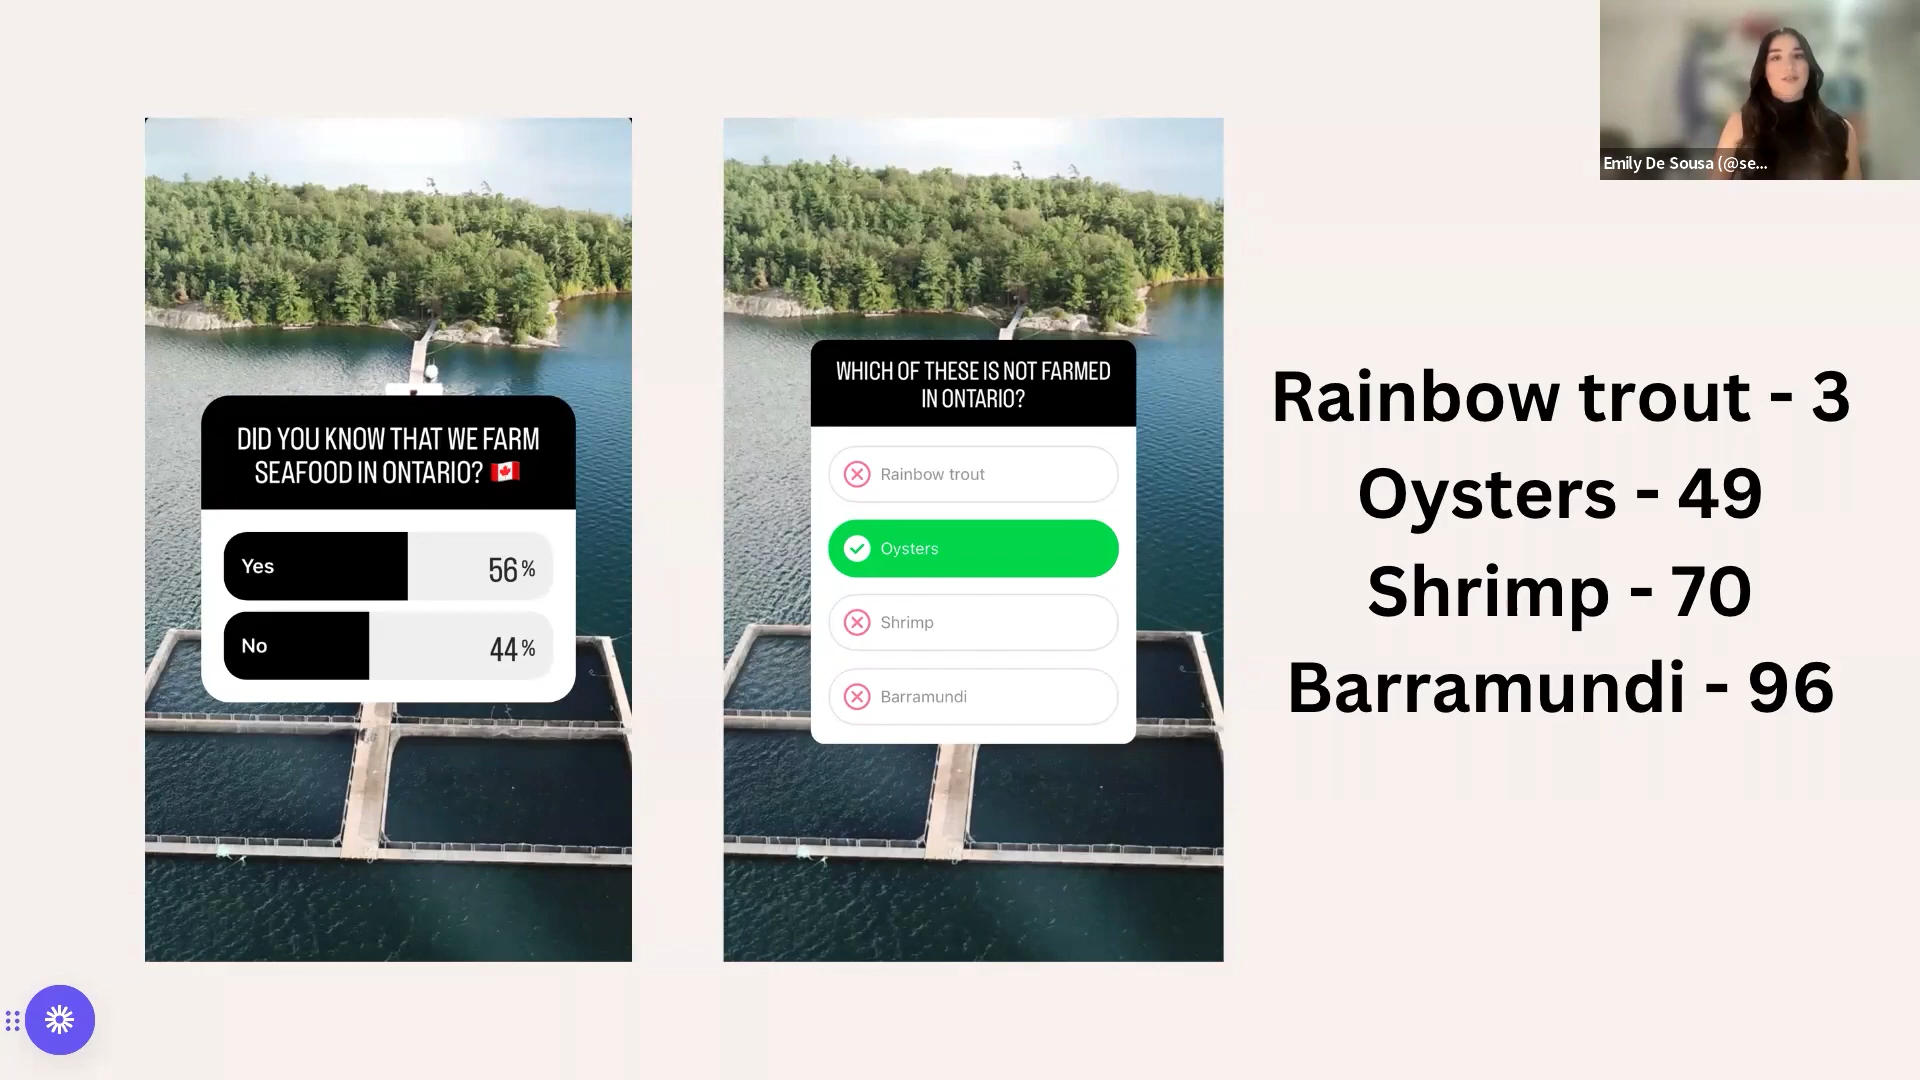 DID YOU KNOW THAT WE FARM
SEAFOOD IN ONTARIO? 🇨🇦
Yes 56%
No 44%
WHICH OF THESE IS NOT FARMED
IN ONTARIO?
Rainbow trout
Oysters
Shrimp
Barramundi
Rainbow trout - 3
Oysters - 49
Shrimp - 70
Barramundi - 96
Emily De Sousa (@se...